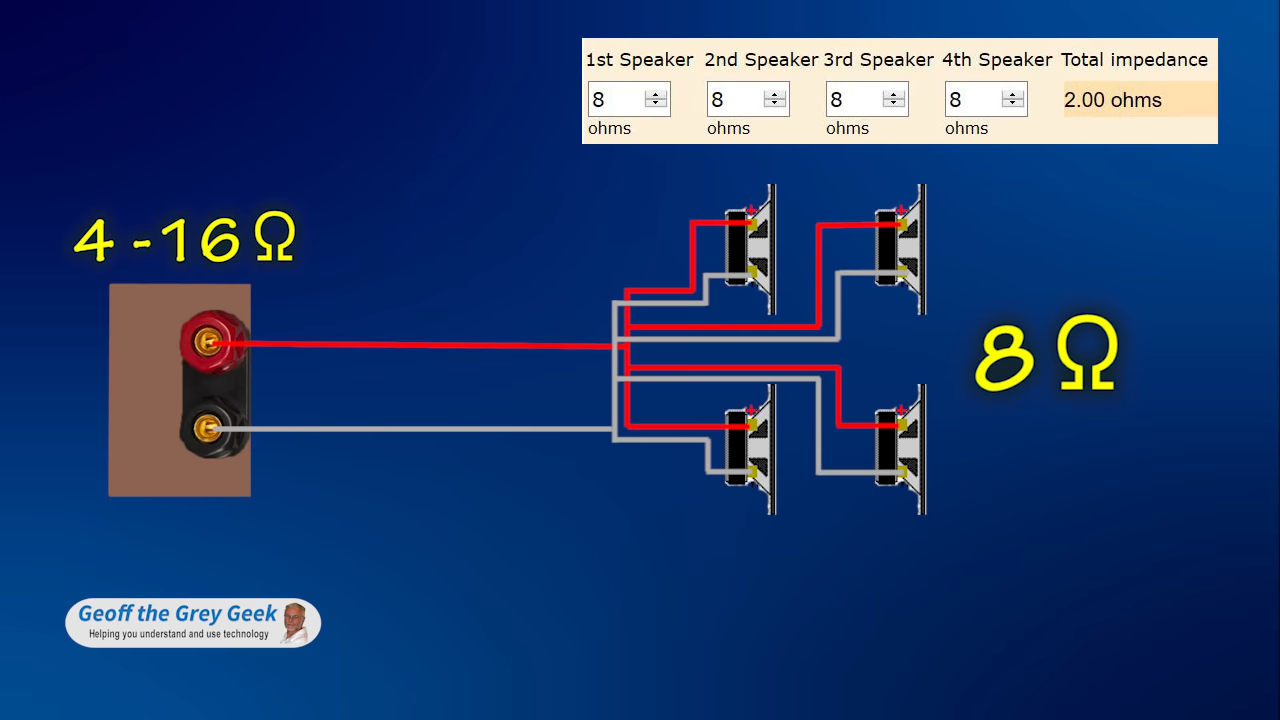 1st Speaker 2nd Speaker 3rd Speaker 4th Speaker Total impedance
8 8 8 8 2.00 ohms
ohms ohms ohms ohms
4-16Ω
+ +
8Ω
+ +
Geoff the Grey Geek
Helping you understand and use technology